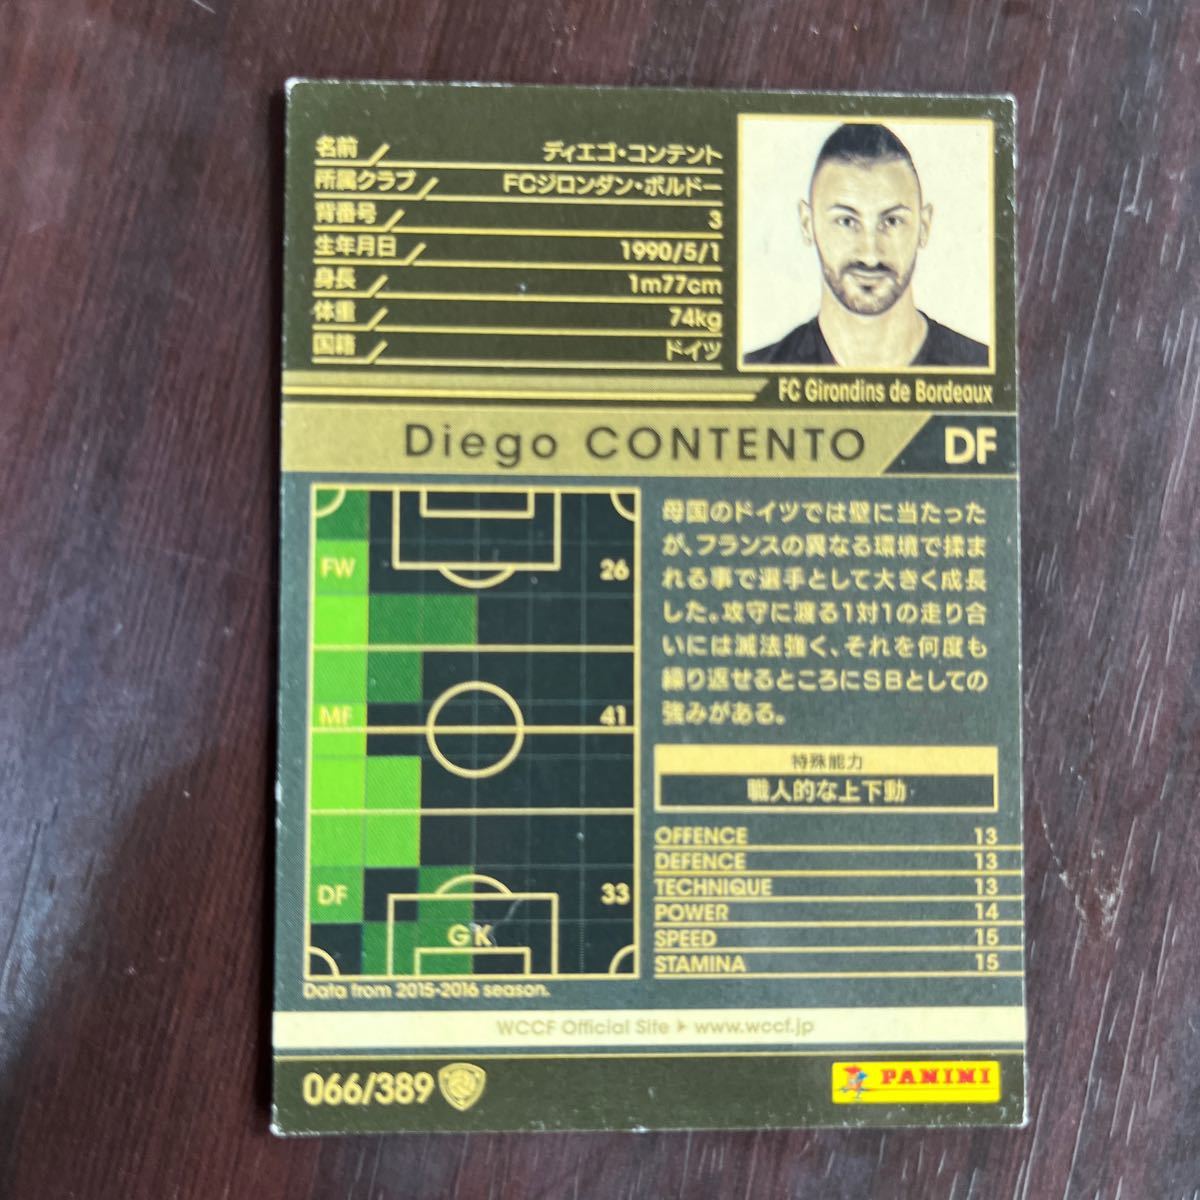 名前 ディエゴ・コンテント
所属クラブ FCジロンダン・ボルドー
背番号 3
生年月日 1990/5/1
身長 1m77cm
体重 74kg
国籍 ドイツ
FC Girondins de Bordeaux
Diego CONTENTO DF
FW 26
MF 41
DF 33
GK
Data from 2015-2016 season.
母国のドイツでは壁に当たった
が、フランスの異なる環境で揉ま
れる事で選手として大きく成長
した。攻守に渡る1対1の走り合
いには滅法強く、それを何度も
繰り返せるところにSBとしての
強みがある。
特殊能力
職人的な上下動
OFFENCE 13
DEFENCE 13
TECHNIQUE 13
POWER 14
SPEED 15
STAMINA 15
WCCF Official Site ▶ www.wccf.jp
066/389
PANINI